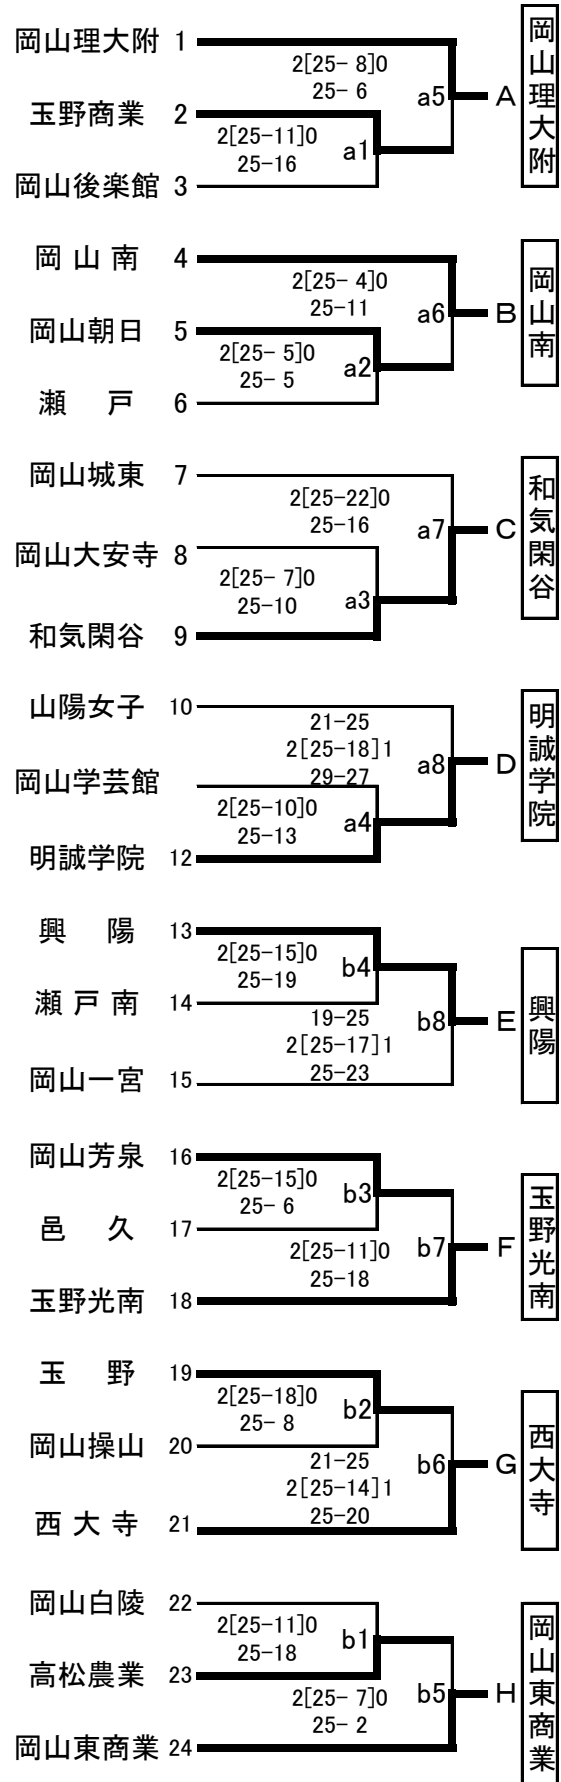 岡山理大附 1
2[25- 8]0
25- 6
a5
A
岡山理大附
玉野商業 2
2[25-11]0
25-16
a1
岡山後楽館 3
岡 山 南 4
2[25- 4]0
25-11
a6
B
岡山南
岡山朝日 5
2[25- 5]0
25- 5
a2
瀬 戸 6
岡山城東 7
2[25-22]0
25-16
a7
C
和気閑谷
岡山大安寺 8
2[25- 7]0
25-10
a3
和気閑谷 9
山陽女子 10
21-25
2[25-18]1
29-27
a8
D
明誠学院
岡山学芸館
2[25-10]0
25-13
a4
明誠学院 12
興 陽 13
2[25-15]0
25-19
b4
瀬 戸 南 14
19-25
2[25-17]1
25-23
b8
E
興陽
岡山一宮 15
岡山芳泉 16
2[25-15]0
25- 6
b3
邑 久 17
2[25-11]0
25-18
b7
F
玉野光南
玉野光南 18
玉 野 19
2[25-18]0
25- 8
b2
岡山操山 20
21-25
2[25-14]1
25-20
b6
G
西大寺
西 大 寺 21
岡山白陵 22
2[25-11]0
25-18
b1
高松農業 23
2[25- 7]0
25- 2
b5
H
岡山東商業
岡山東商業 24